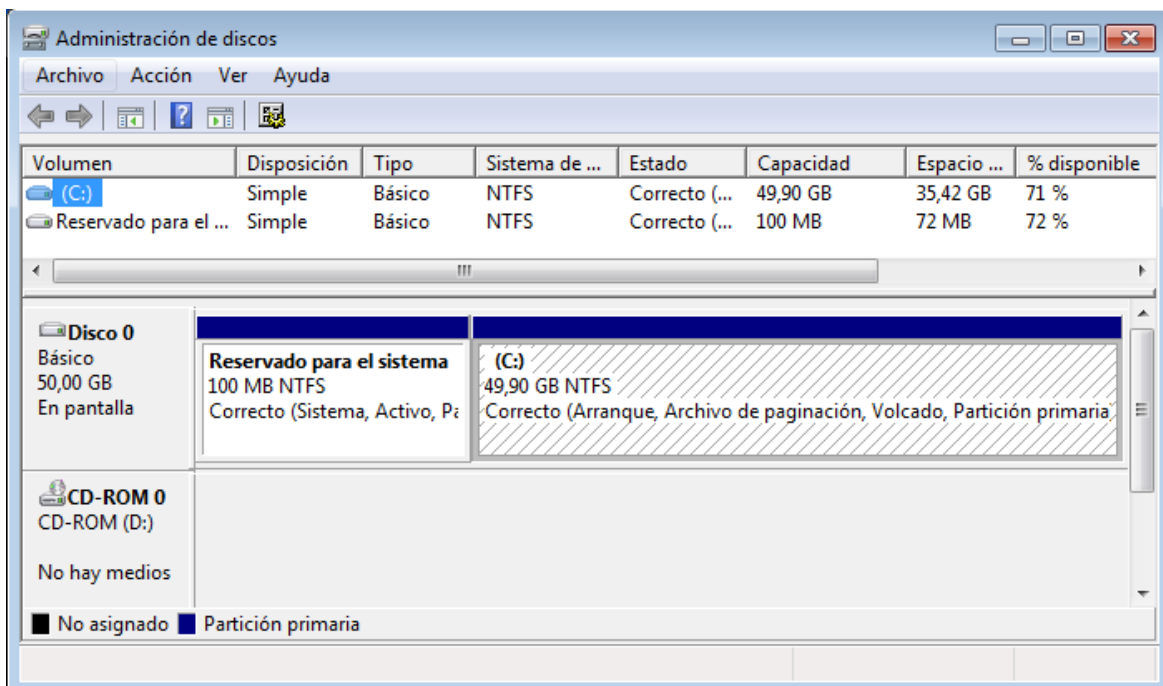 Administración de discos
Archivo Acción Ver Ayuda
Volumen Disposición Tipo Sistema de ... Estado Capacidad Espacio ... % disponible
(C:) Simple Básico NTFS Correcto (... 49,90 GB 35,42 GB 71 %
Reservado para el ... Simple Básico NTFS Correcto (... 100 MB 72 MB 72 %
Disco 0
Básico
50,00 GB
En pantalla
Reservado para el sistema
100 MB NTFS
Correcto (Sistema, Activo, Pa
(C:)
49,90 GB NTFS
Correcto (Arranque, Archivo de paginación, Volcado, Partición primaria)
CD-ROM 0
CD-ROM (D:)
No hay medios
No asignado Partición primaria